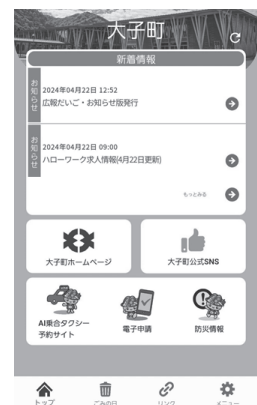 大子町
新着情報
お知らせ
2024年04月22日 12:52
広報だいご・お知らせ版発行
お知らせ
2024年04月22日 09:00
ハローワーク求人情報(4月22日更新)
もっとみる
大子町ホームページ
大子町公式SNS
AI乗合タクシー
予約サイト
電子申請
防災情報
トップ
ごみの日
リンク
メニュー